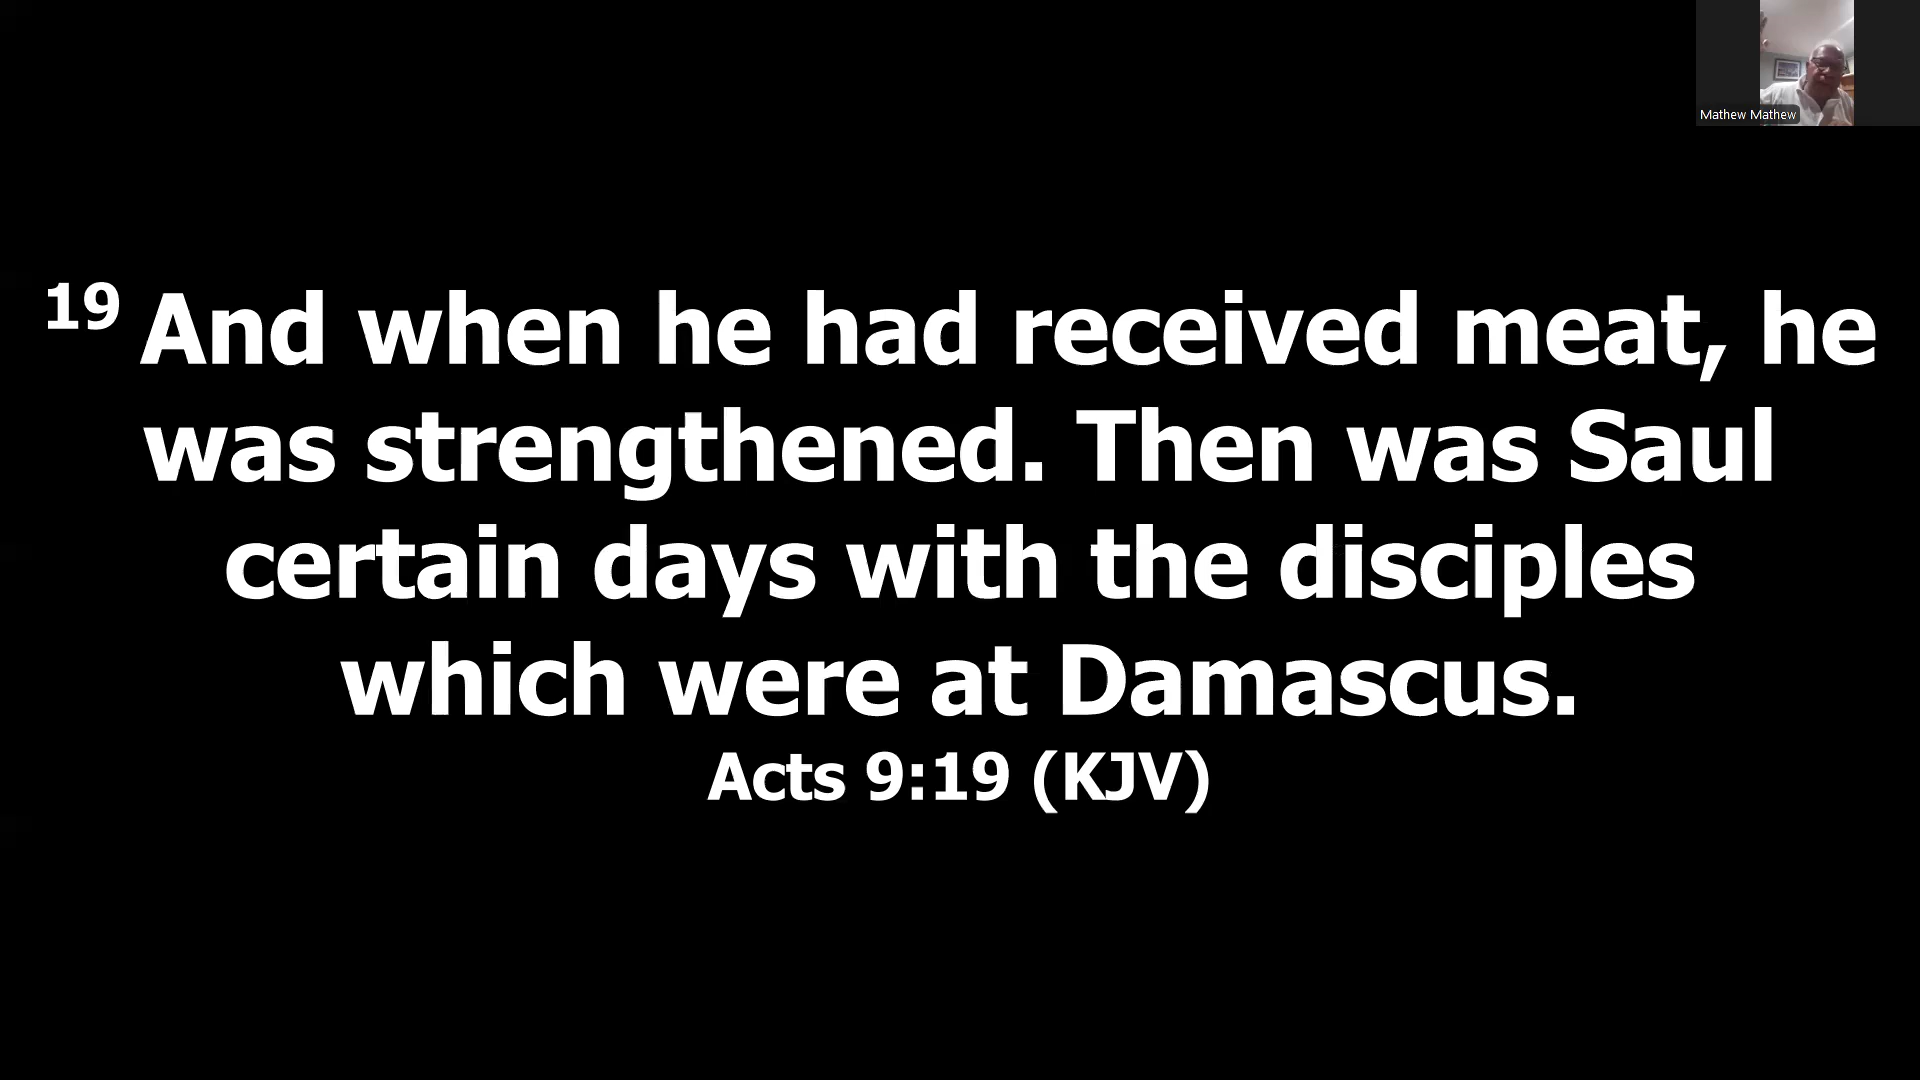 Mathew Mathew
19 And when he had received meat, he
was strengthened. Then was Saul
certain days with the disciples
which were at Damascus.
Acts 9:19 (KJV)